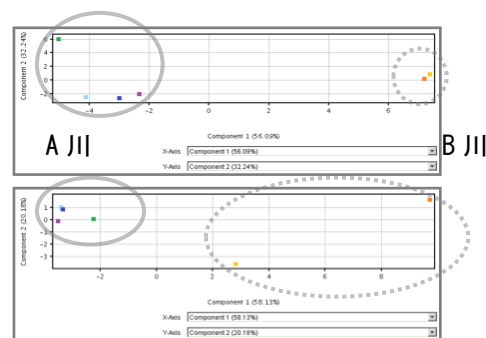 Component 2 (32.24%)
6
4
2
0
-2
-4 -2 0 2 4 6
Component 1 (56.09%)
A
B
X-Axis Component 1 (56.09%)
Y-Axis Component 2 (32.24%)
Component 2 (20.18%)
1
0
-1
-2
-3
-2 0 2 4 6 8
Component 1 (58.13%)
X-Axis Component 1 (58.13%)
Y-Axis Component 2 (20.18%)